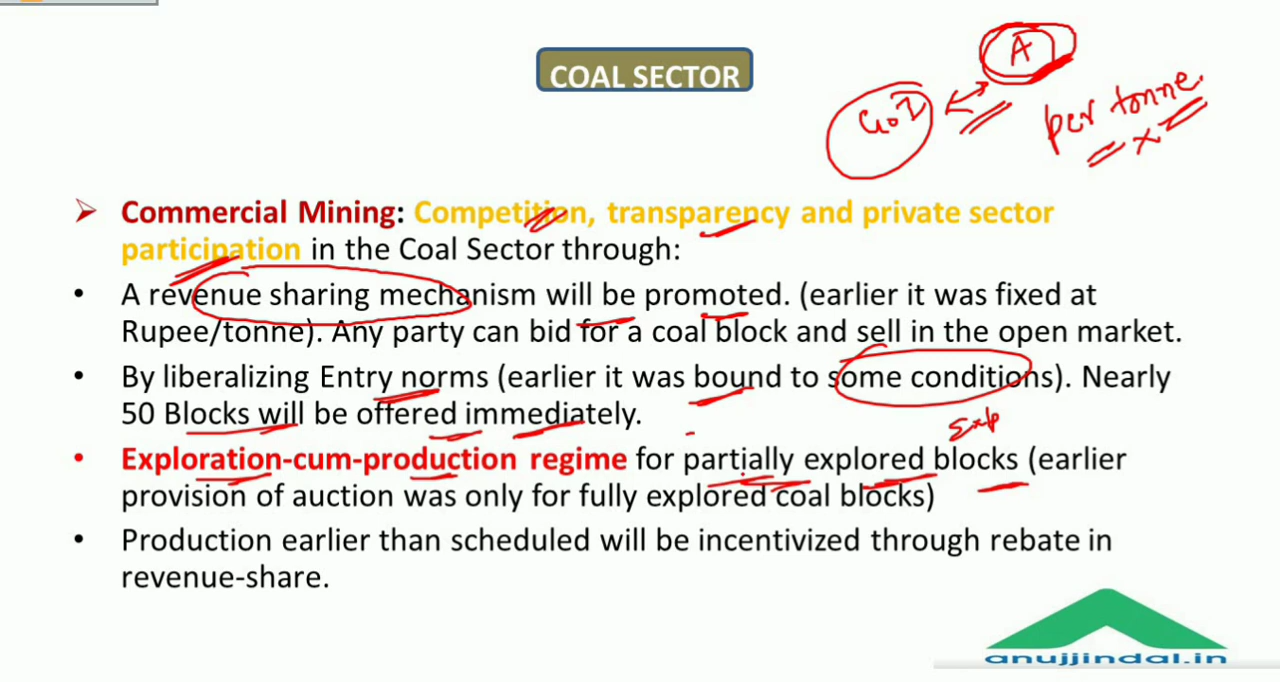 COAL SECTOR
A
GoI
per tonne
Commercial Mining: Competition, transparency and private sector
participation in the Coal Sector through:
• A revenue sharing mechanism will be promoted. (earlier it was fixed at
Rupee/tonne). Any party can bid for a coal block and sell in the open market.
• By liberalizing Entry norms (earlier it was bound to some conditions). Nearly
50 Blocks will be offered immediately.
Exp
• Exploration-cum-production regime for partially explored blocks (earlier
provision of auction was only for fully explored coal blocks)
• Production earlier than scheduled will be incentivized through rebate in
revenue-share.
anujjindal.in